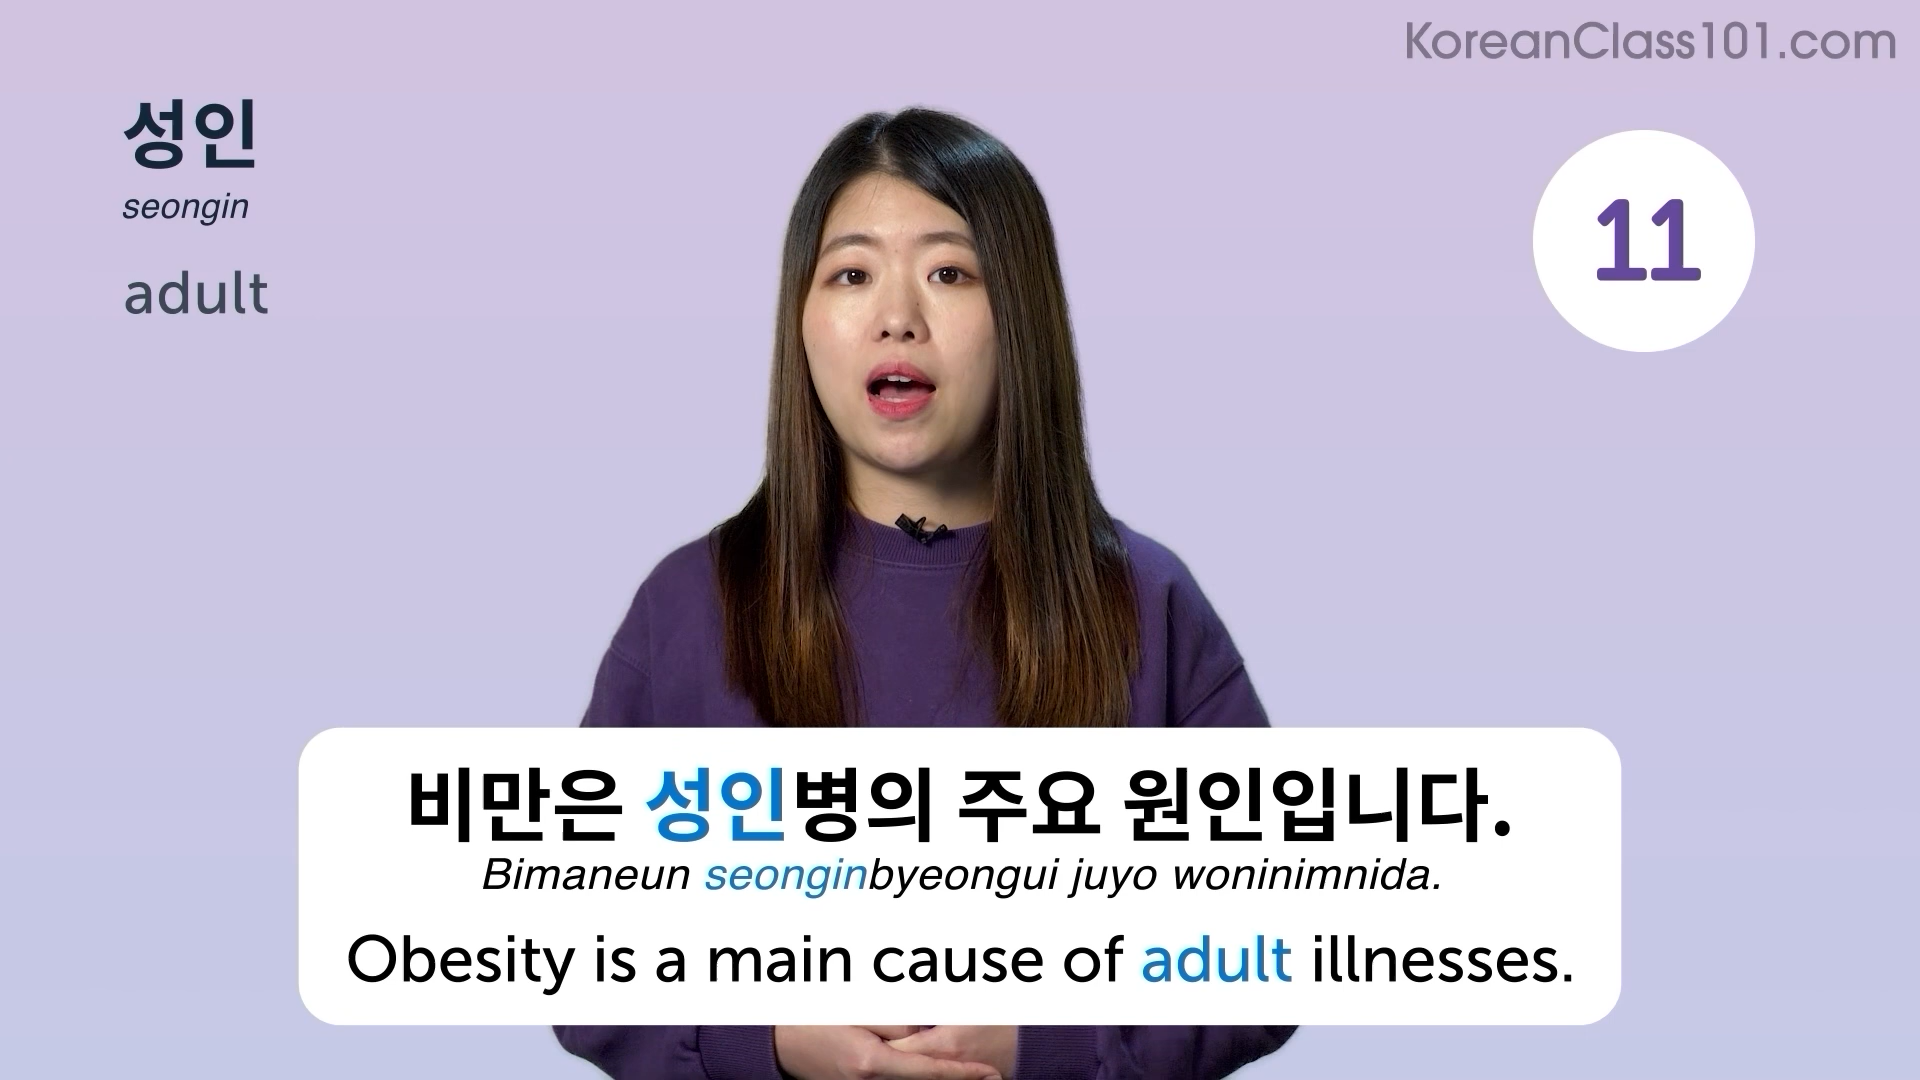 KoreanClass101.com
성인
seongin
adult
11
비만은 성인병의 주요 원인입니다.
Bimaneun seonginbyeongui juyo woninimnida.
Obesity is a main cause of adult illnesses.